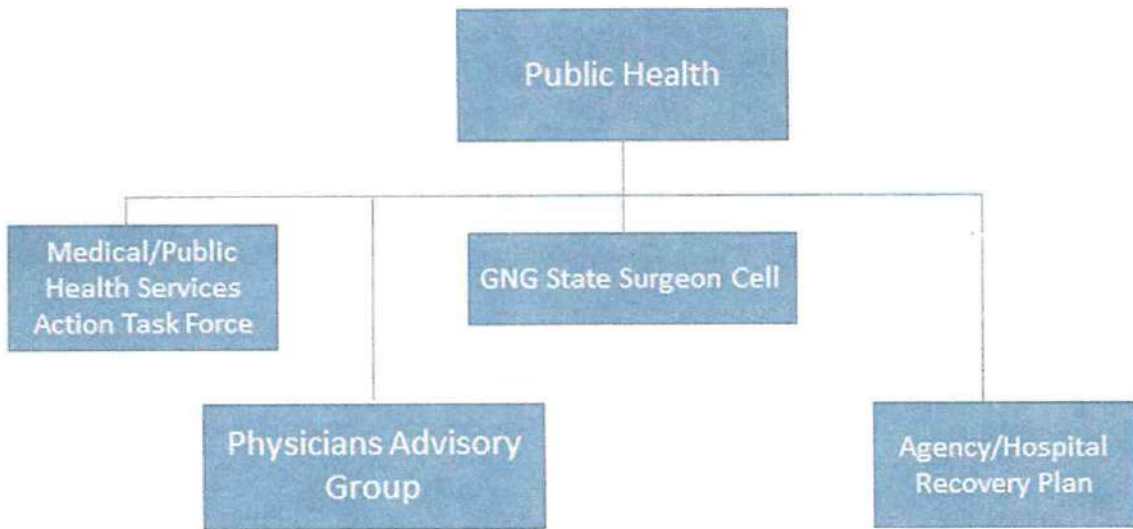 Public Health
Medical/Public
Health Services
Action Task Force
GNG State Surgeon Cell
Physicians Advisory
Group
Agency/Hospital
Recovery Plan